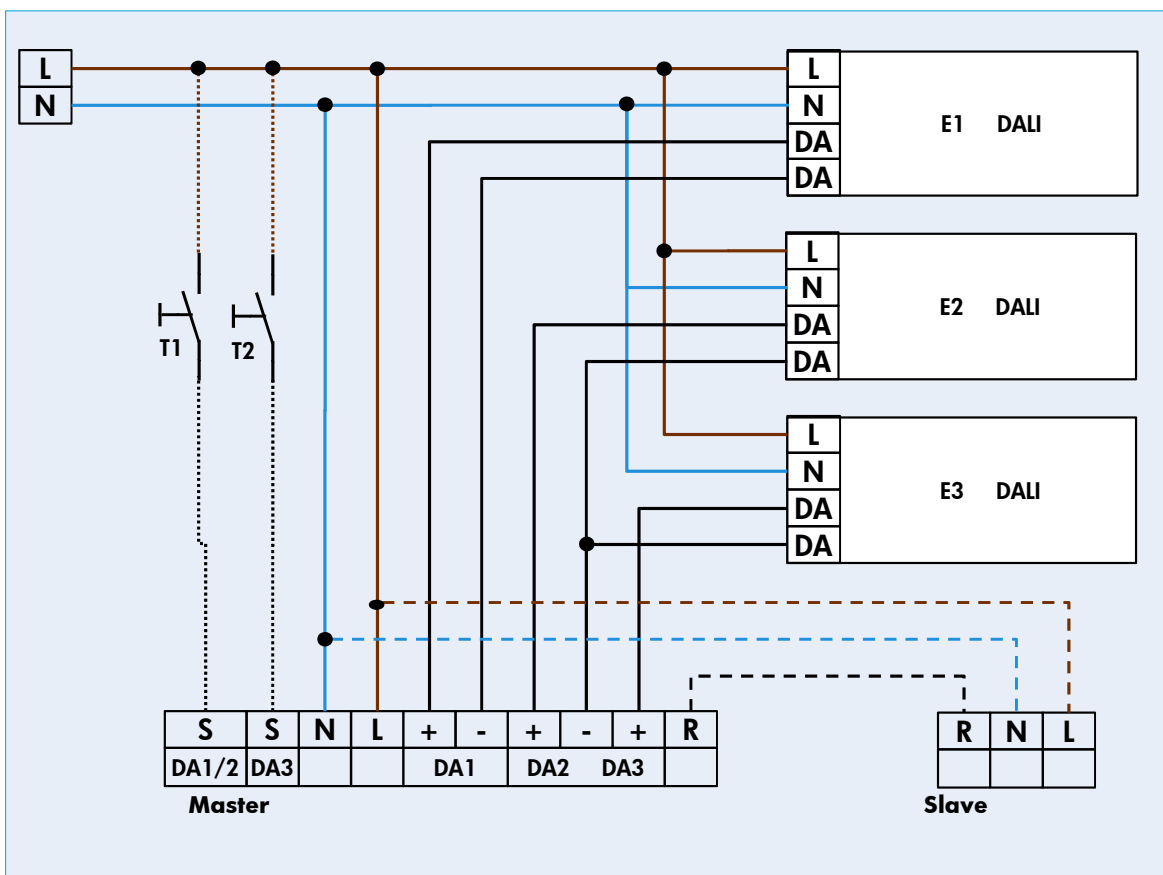 L
N
L
N
DA
DA
E1 DALI
L
N
DA
DA
E2 DALI
T1
T2
L
N
DA
DA
E3 DALI
S S N L + - + - + R
DA1/2 DA3 DA1 DA2 DA3
Master
R N L
Slave